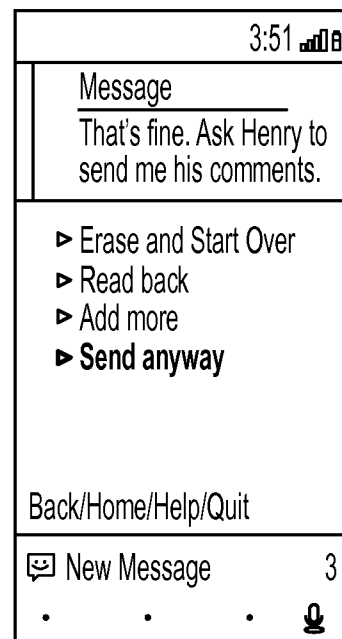 3:51
Message
That's fine. Ask Henry to
send me his comments.
Erase and Start Over
Read back
Add more
Send anyway
Back/Home/Help/Quit
New Message 3